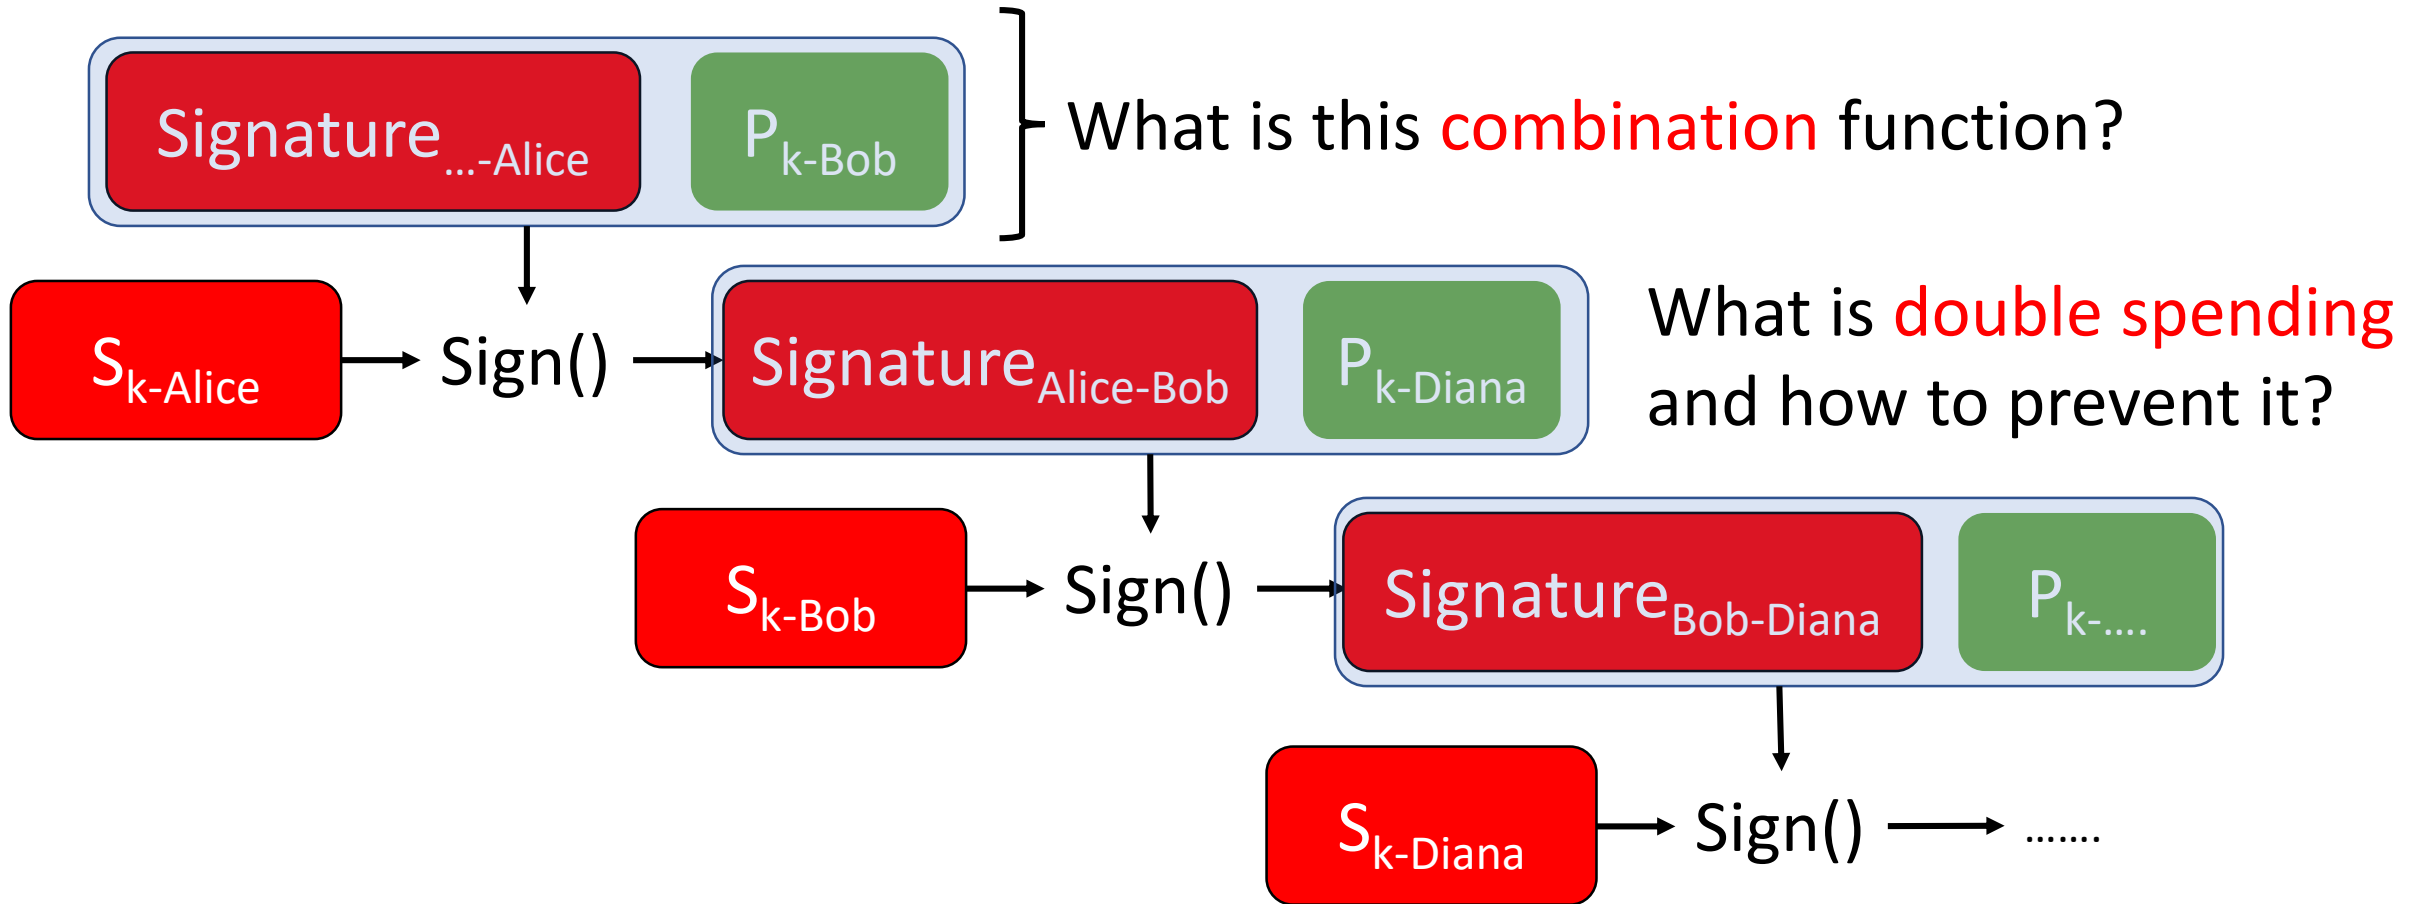 Signature...-Alice
Pk-Bob
What is this combination function?
Sk-Alice
Sign()
SignatureAlice-Bob
Pk-Diana
What is double spending
and how to prevent it?
Sk-Bob
Sign()
SignatureBob-Diana
Pk-....
Sk-Diana
Sign()
.......